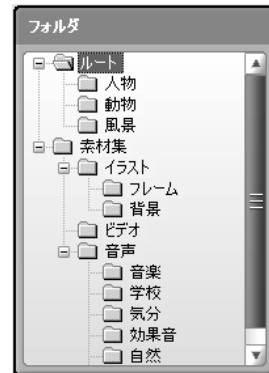 フォルダ
ルート
人物
動物
風景
素材集
イラスト
フレーム
背景
ビデオ
音声
音楽
学校
気分
効果音
自然